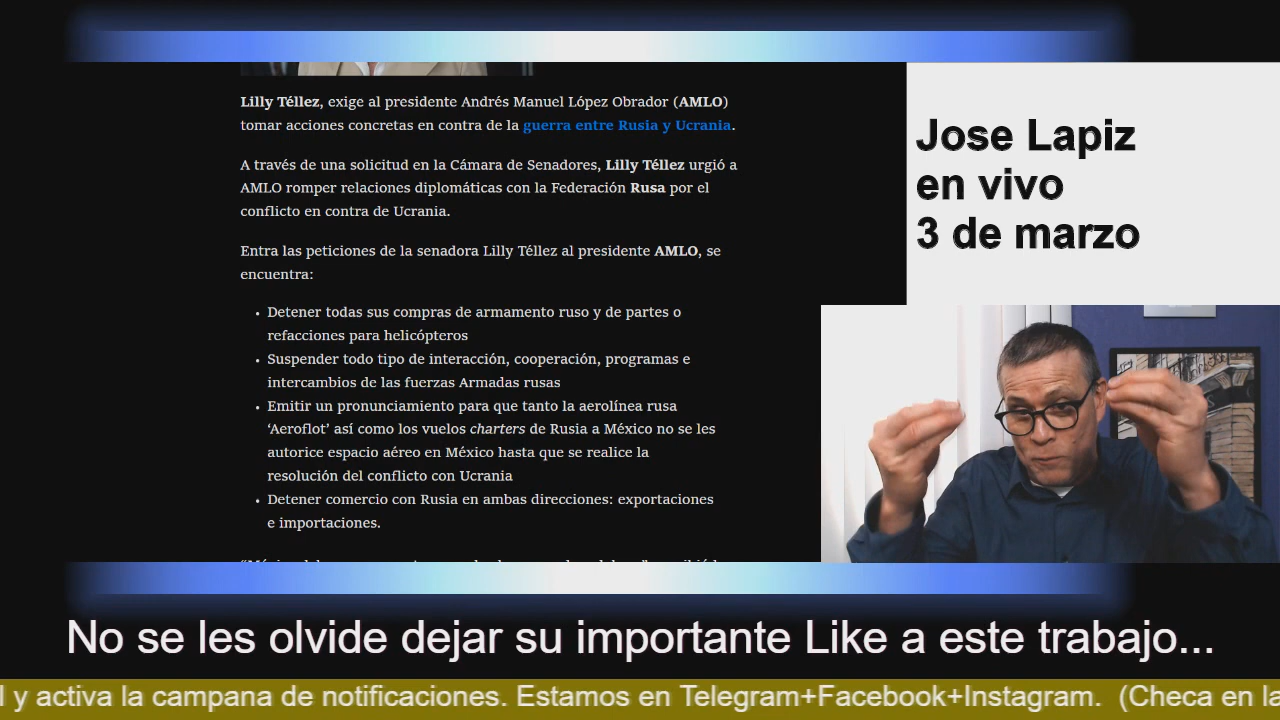 Lilly Téllez, exige al presidente Andrés Manuel López Obrador (AMLO)
tomar acciones concretas en contra de la guerra entre Rusia y Ucrania.
A través de una solicitud en la Cámara de Senadores, Lilly Téllez urgió a
AMLO romper relaciones diplomáticas con la Federación Rusa por el
conflicto en contra de Ucrania.
Entra las peticiones de la senadora Lilly Téllez al presidente AMLO, se
encuentra:
• Detener todas sus compras de armamento ruso y de partes o
refacciones para helicópteros
• Suspender todo tipo de interacción, cooperación, programas e
intercambios de las fuerzas Armadas rusas
• Emitir un pronunciamiento para que tanto la aerolínea rusa
‘Aeroflot’ así como los vuelos charters de Rusia a México no se les
autorice espacio aéreo en México hasta que se realice la
resolución del conflicto con Ucrania
• Detener comercio con Rusia en ambas direcciones: exportaciones
e importaciones.
Jose Lapiz
en vivo
3 de marzo
No se les olvide dejar su importante Like a este trabajo...
l y activa la campana de notificaciones. Estamos en Telegram+Facebook+Instagram. (Checa en la